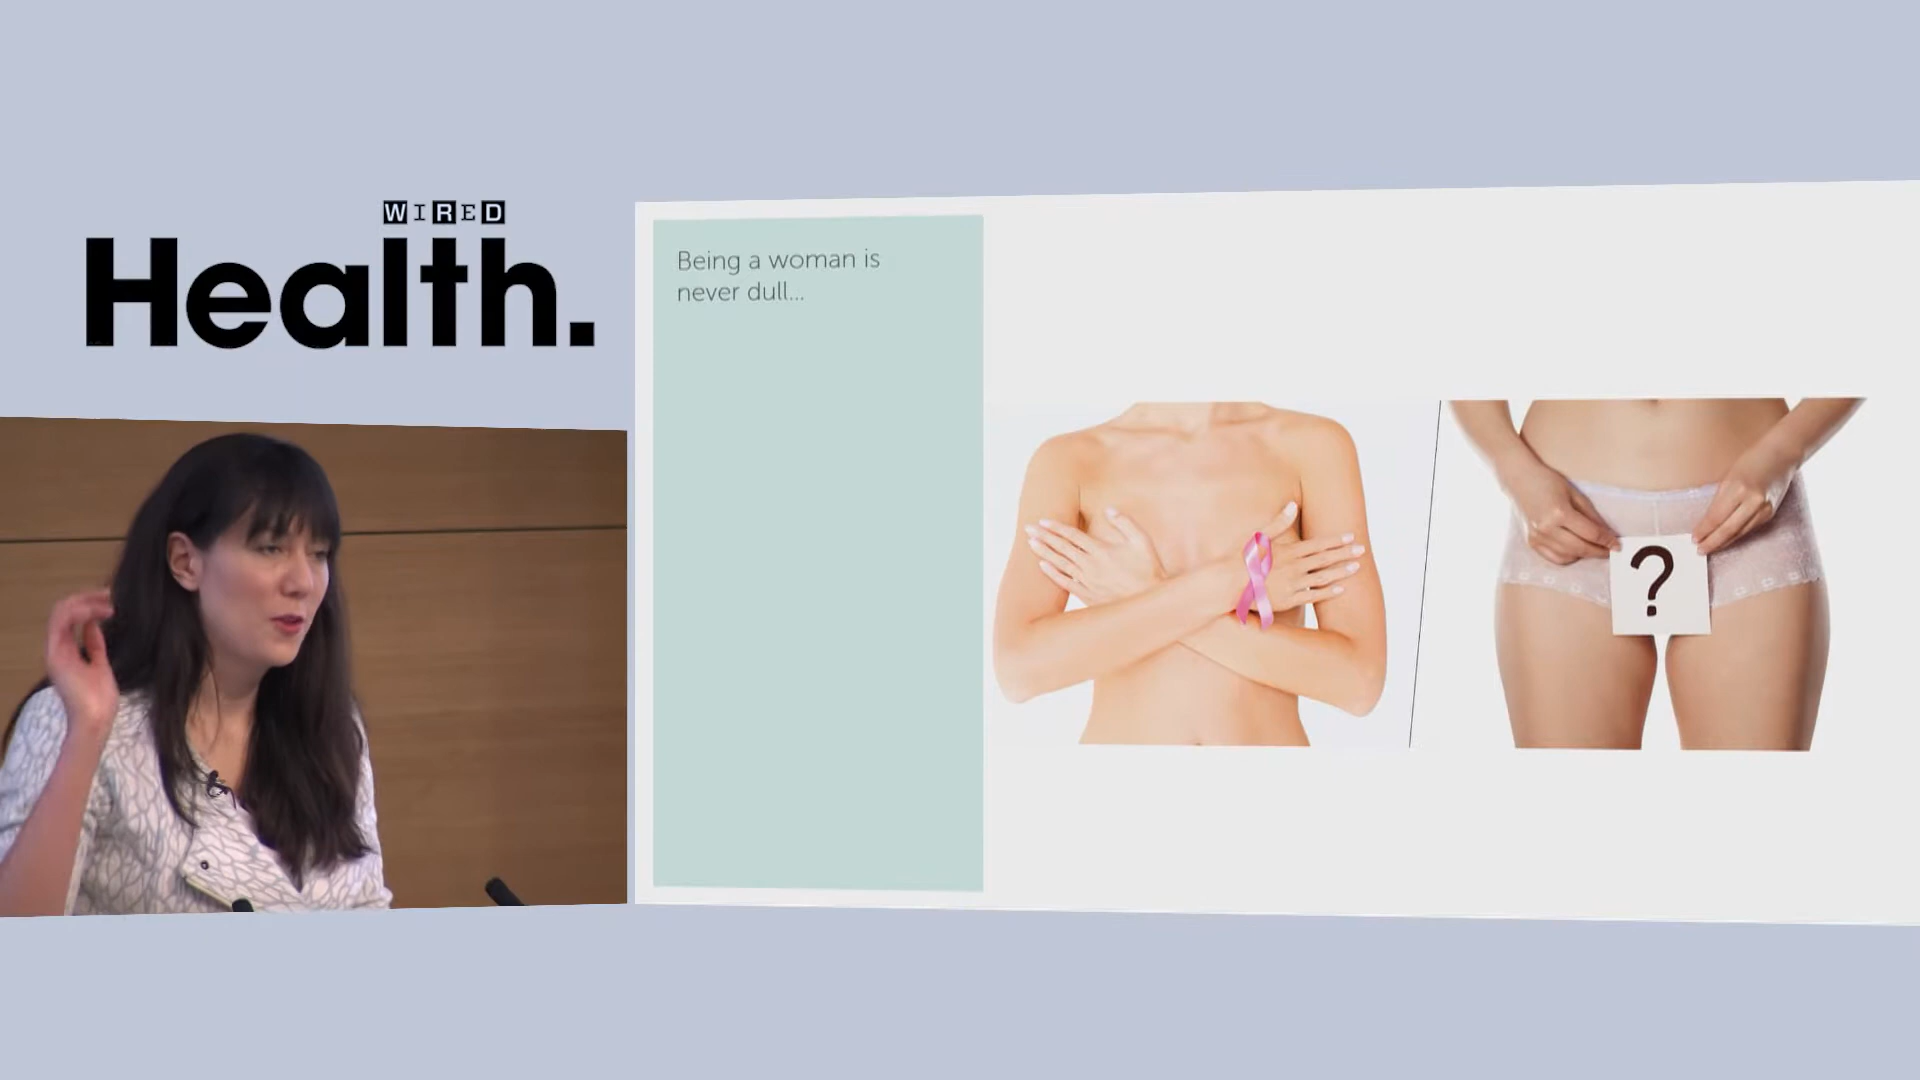 WIRED
Health.
Being a woman is
never dull...
?